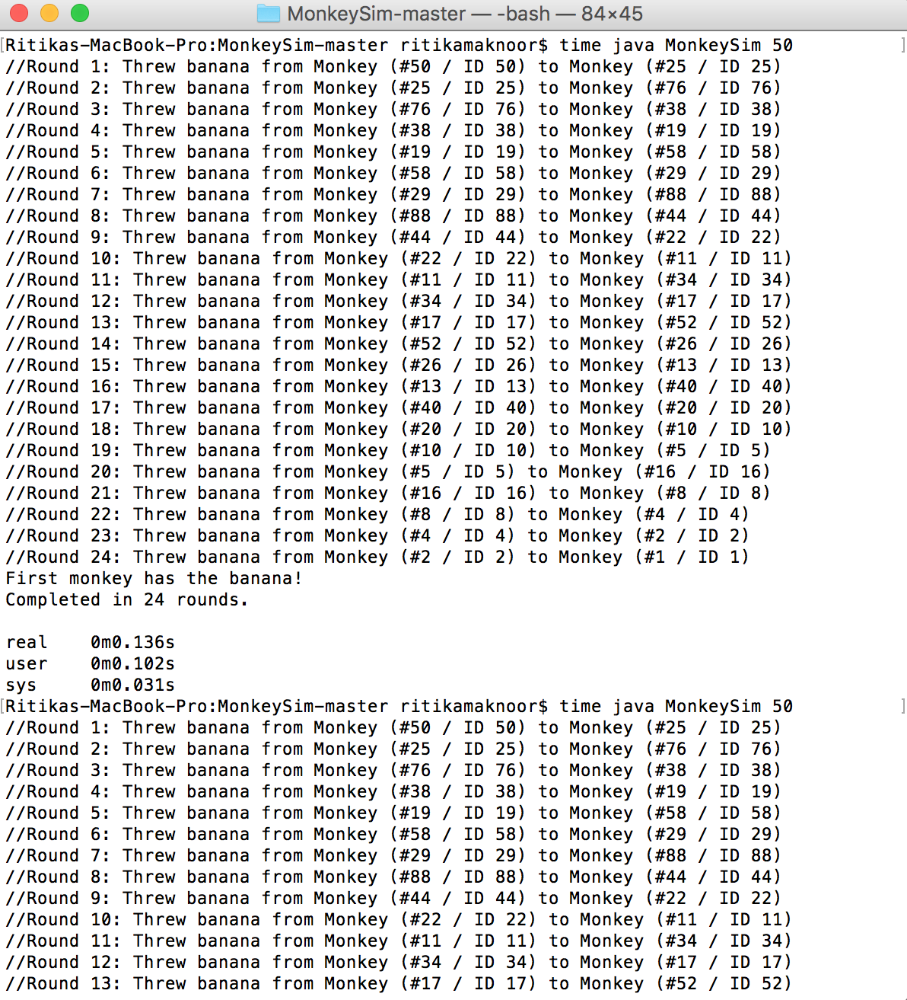 MonkeySim-master — -bash — 84×45
[Ritikas-MacBook-Pro:MonkeySim-master ritikamaknoor$ time java MonkeySim 50 ]
//Round 1: Threw banana from Monkey (#50 / ID 50) to Monkey (#25 / ID 25)
//Round 2: Threw banana from Monkey (#25 / ID 25) to Monkey (#76 / ID 76)
//Round 3: Threw banana from Monkey (#76 / ID 76) to Monkey (#38 / ID 38)
//Round 4: Threw banana from Monkey (#38 / ID 38) to Monkey (#19 / ID 19)
//Round 5: Threw banana from Monkey (#19 / ID 19) to Monkey (#58 / ID 58)
//Round 6: Threw banana from Monkey (#58 / ID 58) to Monkey (#29 / ID 29)
//Round 7: Threw banana from Monkey (#29 / ID 29) to Monkey (#88 / ID 88)
//Round 8: Threw banana from Monkey (#88 / ID 88) to Monkey (#44 / ID 44)
//Round 9: Threw banana from Monkey (#44 / ID 44) to Monkey (#22 / ID 22)
//Round 10: Threw banana from Monkey (#22 / ID 22) to Monkey (#11 / ID 11)
//Round 11: Threw banana from Monkey (#11 / ID 11) to Monkey (#34 / ID 34)
//Round 12: Threw banana from Monkey (#34 / ID 34) to Monkey (#17 / ID 17)
//Round 13: Threw banana from Monkey (#17 / ID 17) to Monkey (#52 / ID 52)
//Round 14: Threw banana from Monkey (#52 / ID 52) to Monkey (#26 / ID 26)
//Round 15: Threw banana from Monkey (#26 / ID 26) to Monkey (#13 / ID 13)
//Round 16: Threw banana from Monkey (#13 / ID 13) to Monkey (#40 / ID 40)
//Round 17: Threw banana from Monkey (#40 / ID 40) to Monkey (#20 / ID 20)
//Round 18: Threw banana from Monkey (#20 / ID 20) to Monkey (#10 / ID 10)
//Round 19: Threw banana from Monkey (#10 / ID 10) to Monkey (#5 / ID 5)
//Round 20: Threw banana from Monkey (#5 / ID 5) to Monkey (#16 / ID 16)
//Round 21: Threw banana from Monkey (#16 / ID 16) to Monkey (#8 / ID 8)
//Round 22: Threw banana from Monkey (#8 / ID 8) to Monkey (#4 / ID 4)
//Round 23: Threw banana from Monkey (#4 / ID 4) to Monkey (#2 / ID 2)
//Round 24: Threw banana from Monkey (#2 / ID 2) to Monkey (#1 / ID 1)
First monkey has the banana!
Completed in 24 rounds.
real 0m0.136s
user 0m0.102s
sys 0m0.031s
[Ritikas-MacBook-Pro:MonkeySim-master ritikamaknoor$ time java MonkeySim 50 ]
//Round 1: Threw banana from Monkey (#50 / ID 50) to Monkey (#25 / ID 25)
//Round 2: Threw banana from Monkey (#25 / ID 25) to Monkey (#76 / ID 76)
//Round 3: Threw banana from Monkey (#76 / ID 76) to Monkey (#38 / ID 38)
//Round 4: Threw banana from Monkey (#38 / ID 38) to Monkey (#19 / ID 19)
//Round 5: Threw banana from Monkey (#19 / ID 19) to Monkey (#58 / ID 58)
//Round 6: Threw banana from Monkey (#58 / ID 58) to Monkey (#29 / ID 29)
//Round 7: Threw banana from Monkey (#29 / ID 29) to Monkey (#88 / ID 88)
//Round 8: Threw banana from Monkey (#88 / ID 88) to Monkey (#44 / ID 44)
//Round 9: Threw banana from Monkey (#44 / ID 44) to Monkey (#22 / ID 22)
//Round 10: Threw banana from Monkey (#22 / ID 22) to Monkey (#11 / ID 11)
//Round 11: Threw banana from Monkey (#11 / ID 11) to Monkey (#34 / ID 34)
//Round 12: Threw banana from Monkey (#34 / ID 34) to Monkey (#17 / ID 17)
//Round 13: Threw banana from Monkey (#17 / ID 17) to Monkey (#52 / ID 52)